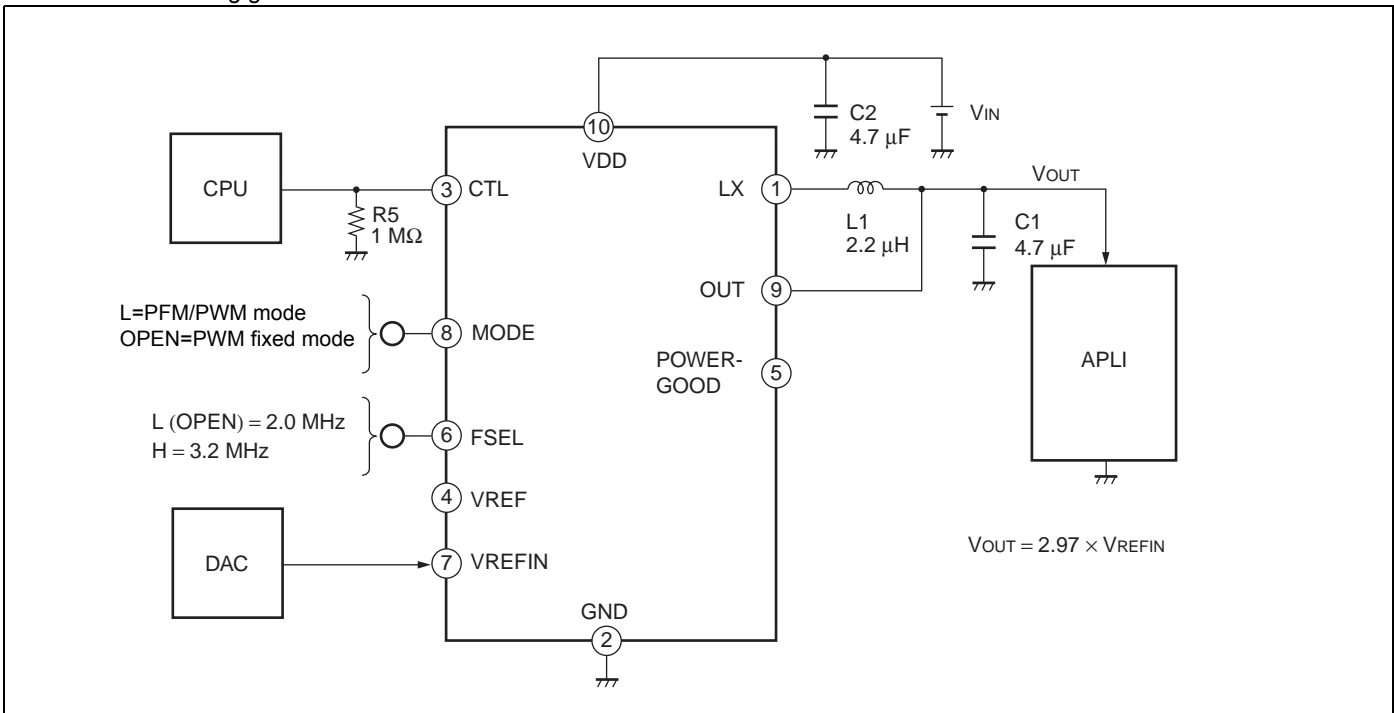 10
VDD
C2
4.7 μF
VIN
CPU
3
CTL
R5
1 MΩ
LX
1
VOUT
L1
2.2 μH
C1
4.7 μF
OUT
9
L=PFM/PWM mode
OPEN=PWM fixed mode
8
MODE
POWER-
GOOD
5
APLI
L (OPEN) = 2.0 MHz
H = 3.2 MHz
6
FSEL
4
VREF
DAC
7
VREFIN
VOUT = 2.97 × VREFIN
GND
2